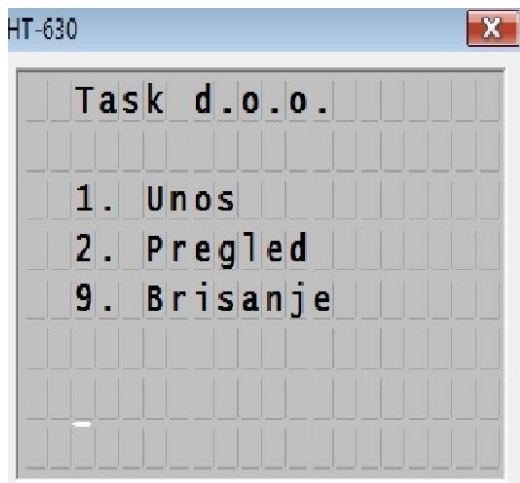 HT-630
Task d.o.o.
1. Unos
2. Pregled
9. Brisanje